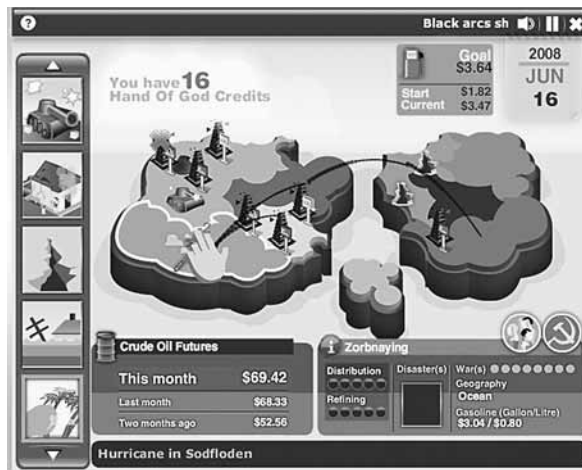 ?
Black arcs sh
You have 16
Hand Of God Credits
Goal
$3.64
Start $1.82
Current $3.47
2008
JUN
16
Crude Oil Futures
This month $69.42
Last month $68.33
Two months ago $52.56
i Zorbnaying
Distribution
Refining
Disaster(s)
War(s)
Geography
Ocean
Gasoline (Gallon/Litre)
$3.04 / $0.80
Hurricane in Sodfloden